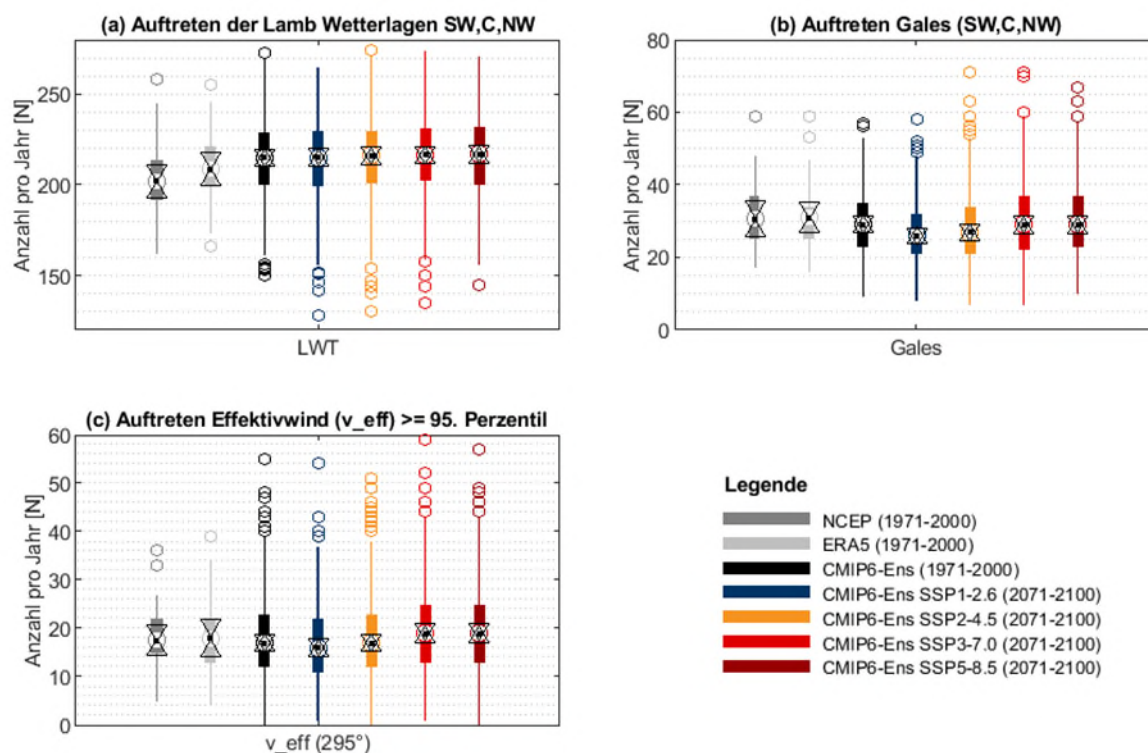 (a) Auftreten der Lamb Wetterlagen SW,C,NW
Anzahl pro Jahr [N]
250
200
150
LWT
(b) Auftreten Gales (SW,C,NW)
Anzahl pro Jahr [N]
80
60
40
20
0
Gales
(c) Auftreten Effektivwind (v_eff) >= 95. Perzentil
Anzahl pro Jahr [N]
60
50
40
30
20
10
0
v_eff (295°)
Legende
NCEP (1971-2000)
ERA5 (1971-2000)
CMIP6-Ens (1971-2000)
CMIP6-Ens SSP1-2.6 (2071-2100)
CMIP6-Ens SSP2-4.5 (2071-2100)
CMIP6-Ens SSP3-7.0 (2071-2100)
CMIP6-Ens SSP5-8.5 (2071-2100)